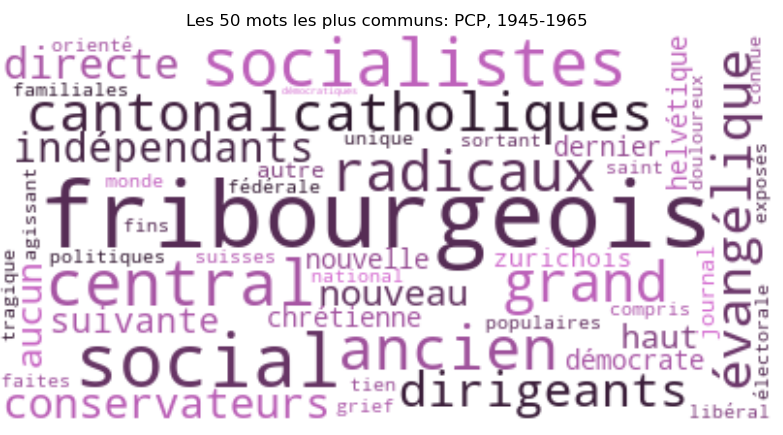 Les 50 mots les plus communs: PCP, 1945-1965
orienté
directe
socialistes
familiales
démocratiques
cantonal
catholiques
helvétique
douloureux
connue
évangélique
indépendants
unique
sortant
dernier
autre
radicaux
saint
monde
fédérale
fribourgeois
fins
agissant
exposés
politiques
suisses
nouvelle
zurichois
tragique
aucun
central
national
nouveau
grand
journal
compris
suivante
chrétienne
populaires
haut
électorale
social
ancien
démocrate
faites
tien
dirigeants
conservateurs
grief
libéral